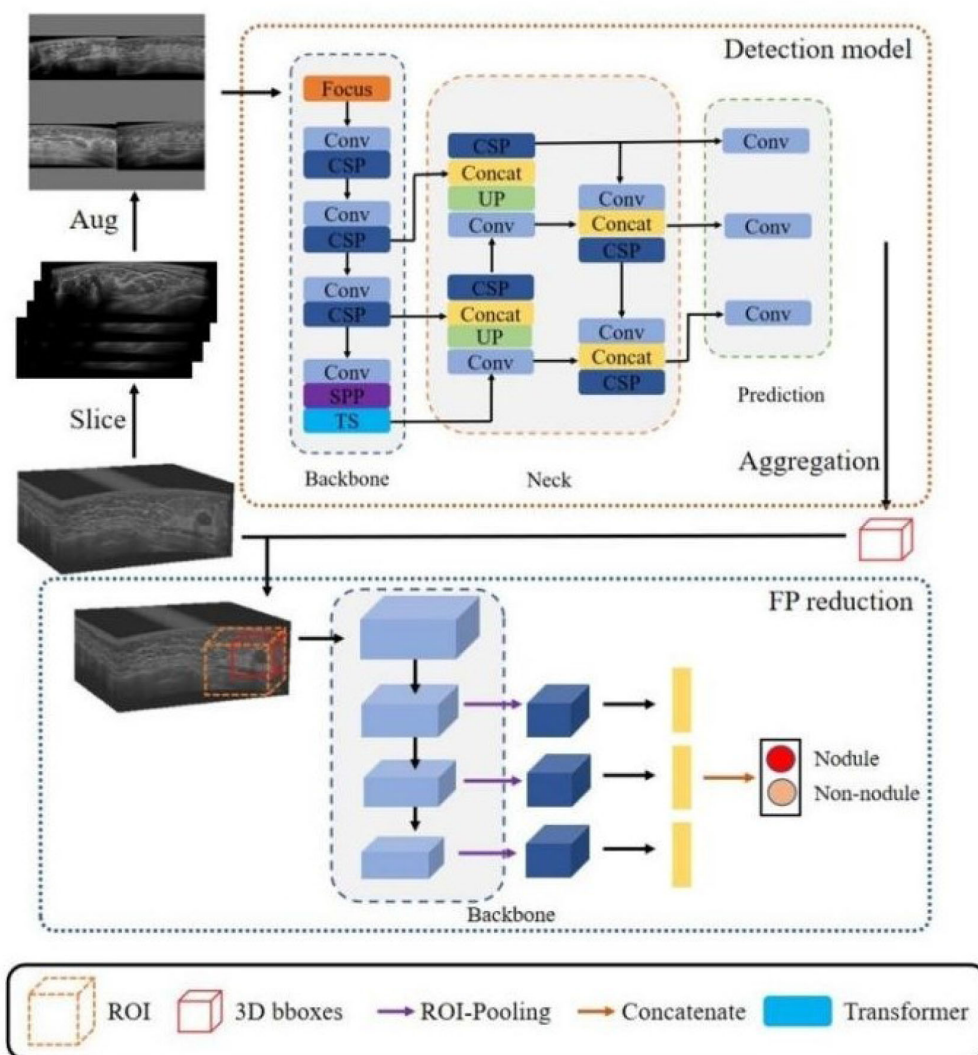 Detection model
Focus
Conv
CSP
Conv
CSP
Conv
CSP
Conv
SPP
TS
Backbone
CSP
Concat
UP
Conv
CSP
Concat
UP
Conv
Conv
Concat
CSP
Conv
Concat
CSP
Neck
Conv
Conv
Conv
Prediction
Aug
Slice
Aggregation
FP reduction
Backbone
Nodule
Non-nodule
ROI
3D bboxes
ROI-Pooling
Concatenate
Transformer